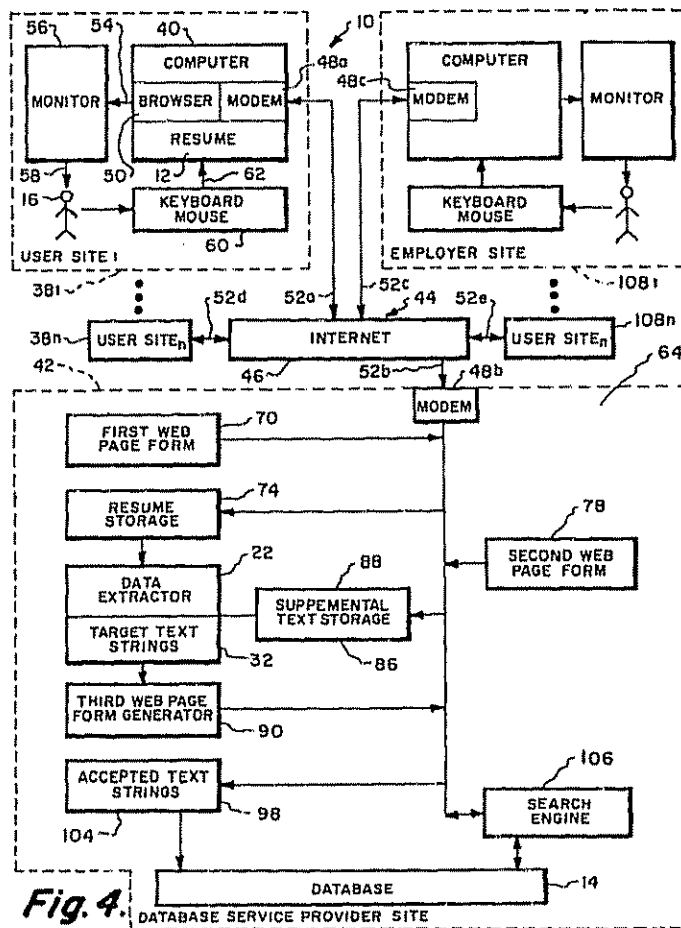 56
54
40
10
COMPUTER
48a
MONITOR
BROWSER
MODEM
RESUME
58
50
12
62
16
KEYBOARD
MOUSE
60
USER SITE 1
38₁
COMPUTER
48c
MODEM
MONITOR
KEYBOARD
MOUSE
EMPLOYER SITE
108₁
52d
52a
52c
44
52e
38n
USER SITEₙ
INTERNET
USER SITEₙ
108n
42
46
52b
48b
64
MODEM
70
FIRST WEB
PAGE FORM
74
RESUME
STORAGE
78
SECOND WEB
PAGE FORM
22
DATA
EXTRACTOR
88
SUPPEMENTAL
TEXT STORAGE
TARGET TEXT
STRINGS
32
86
THIRD WEB PAGE
FORM GENERATOR
90
ACCEPTED TEXT
STRINGS
98
104
106
SEARCH
ENGINE
DATABASE
14
Fig. 4.
DATABASE SERVICE PROVIDER SITE